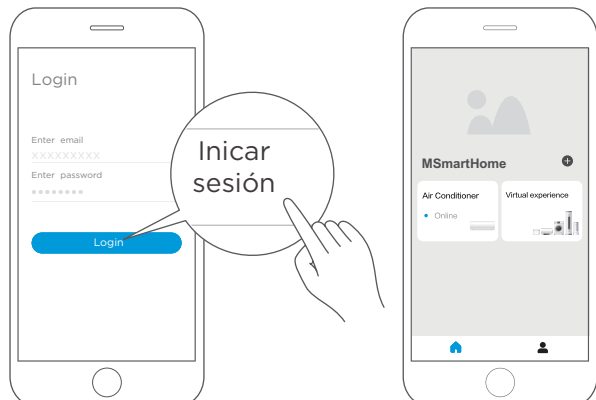 Login
Enter email
XXXXXXXXX
Enter password
Login
Inicar
sesión
MSmartHome
Air Conditioner
Online
Virtual experience